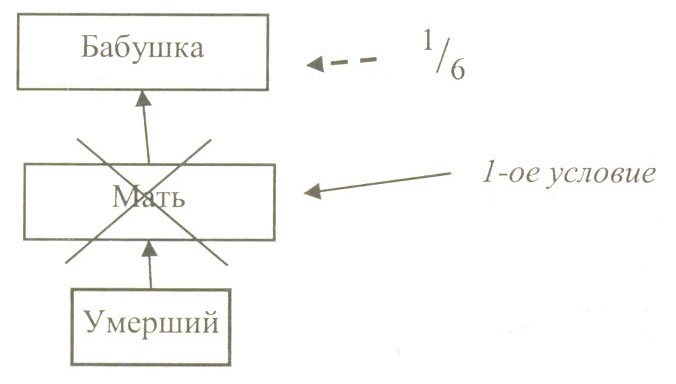 Бабушка
1/6
Мать
1-ое условие
Умерший